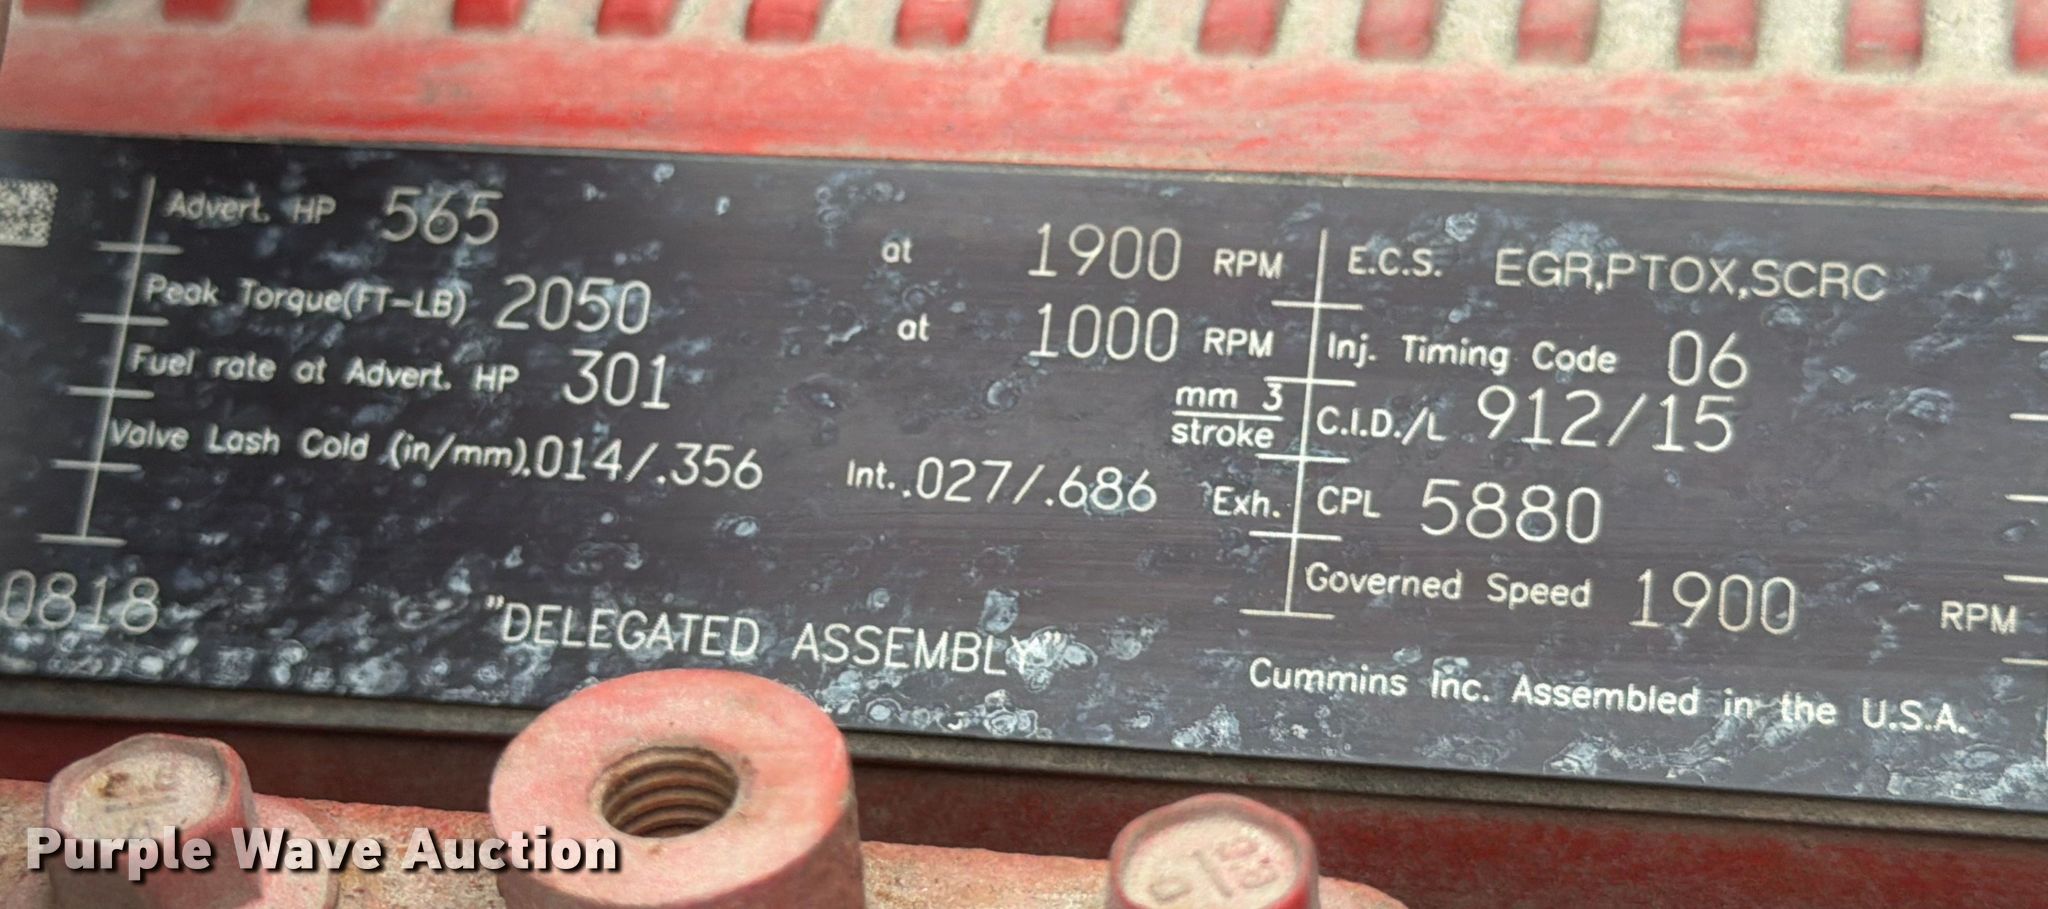 Advert. HP 565 at 1900 RPM
Peak Torque(FT-LB) 2050 at 1000 RPM
Fuel rate at Advert. HP 301 mm 3 stroke
Valve Lash Cold (in/mm).014/.356 Int. .027/.686 Exh.
0818
"DELEGATED ASSEMBLY"
E.C.S. EGR,PTOX,SCRC
Inj. Timing Code 06
C.I.D./L 912/15
CPL 5880
Governed Speed 1900 RPM
Cummins Inc. Assembled in the U.S.A.
Purple Wave Auction